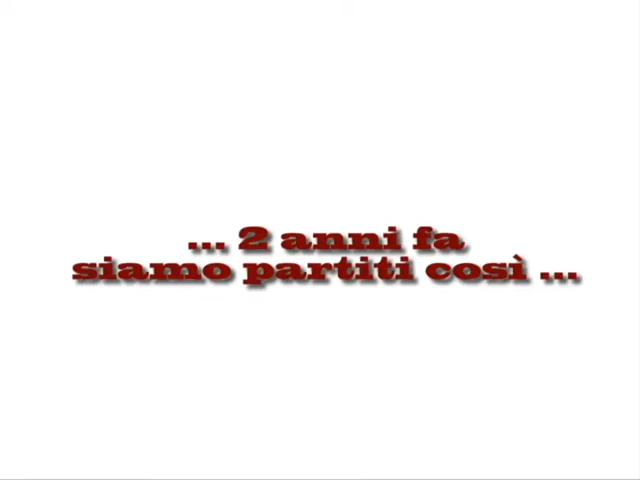 ... 2 anni fa
siamo partiti così ...